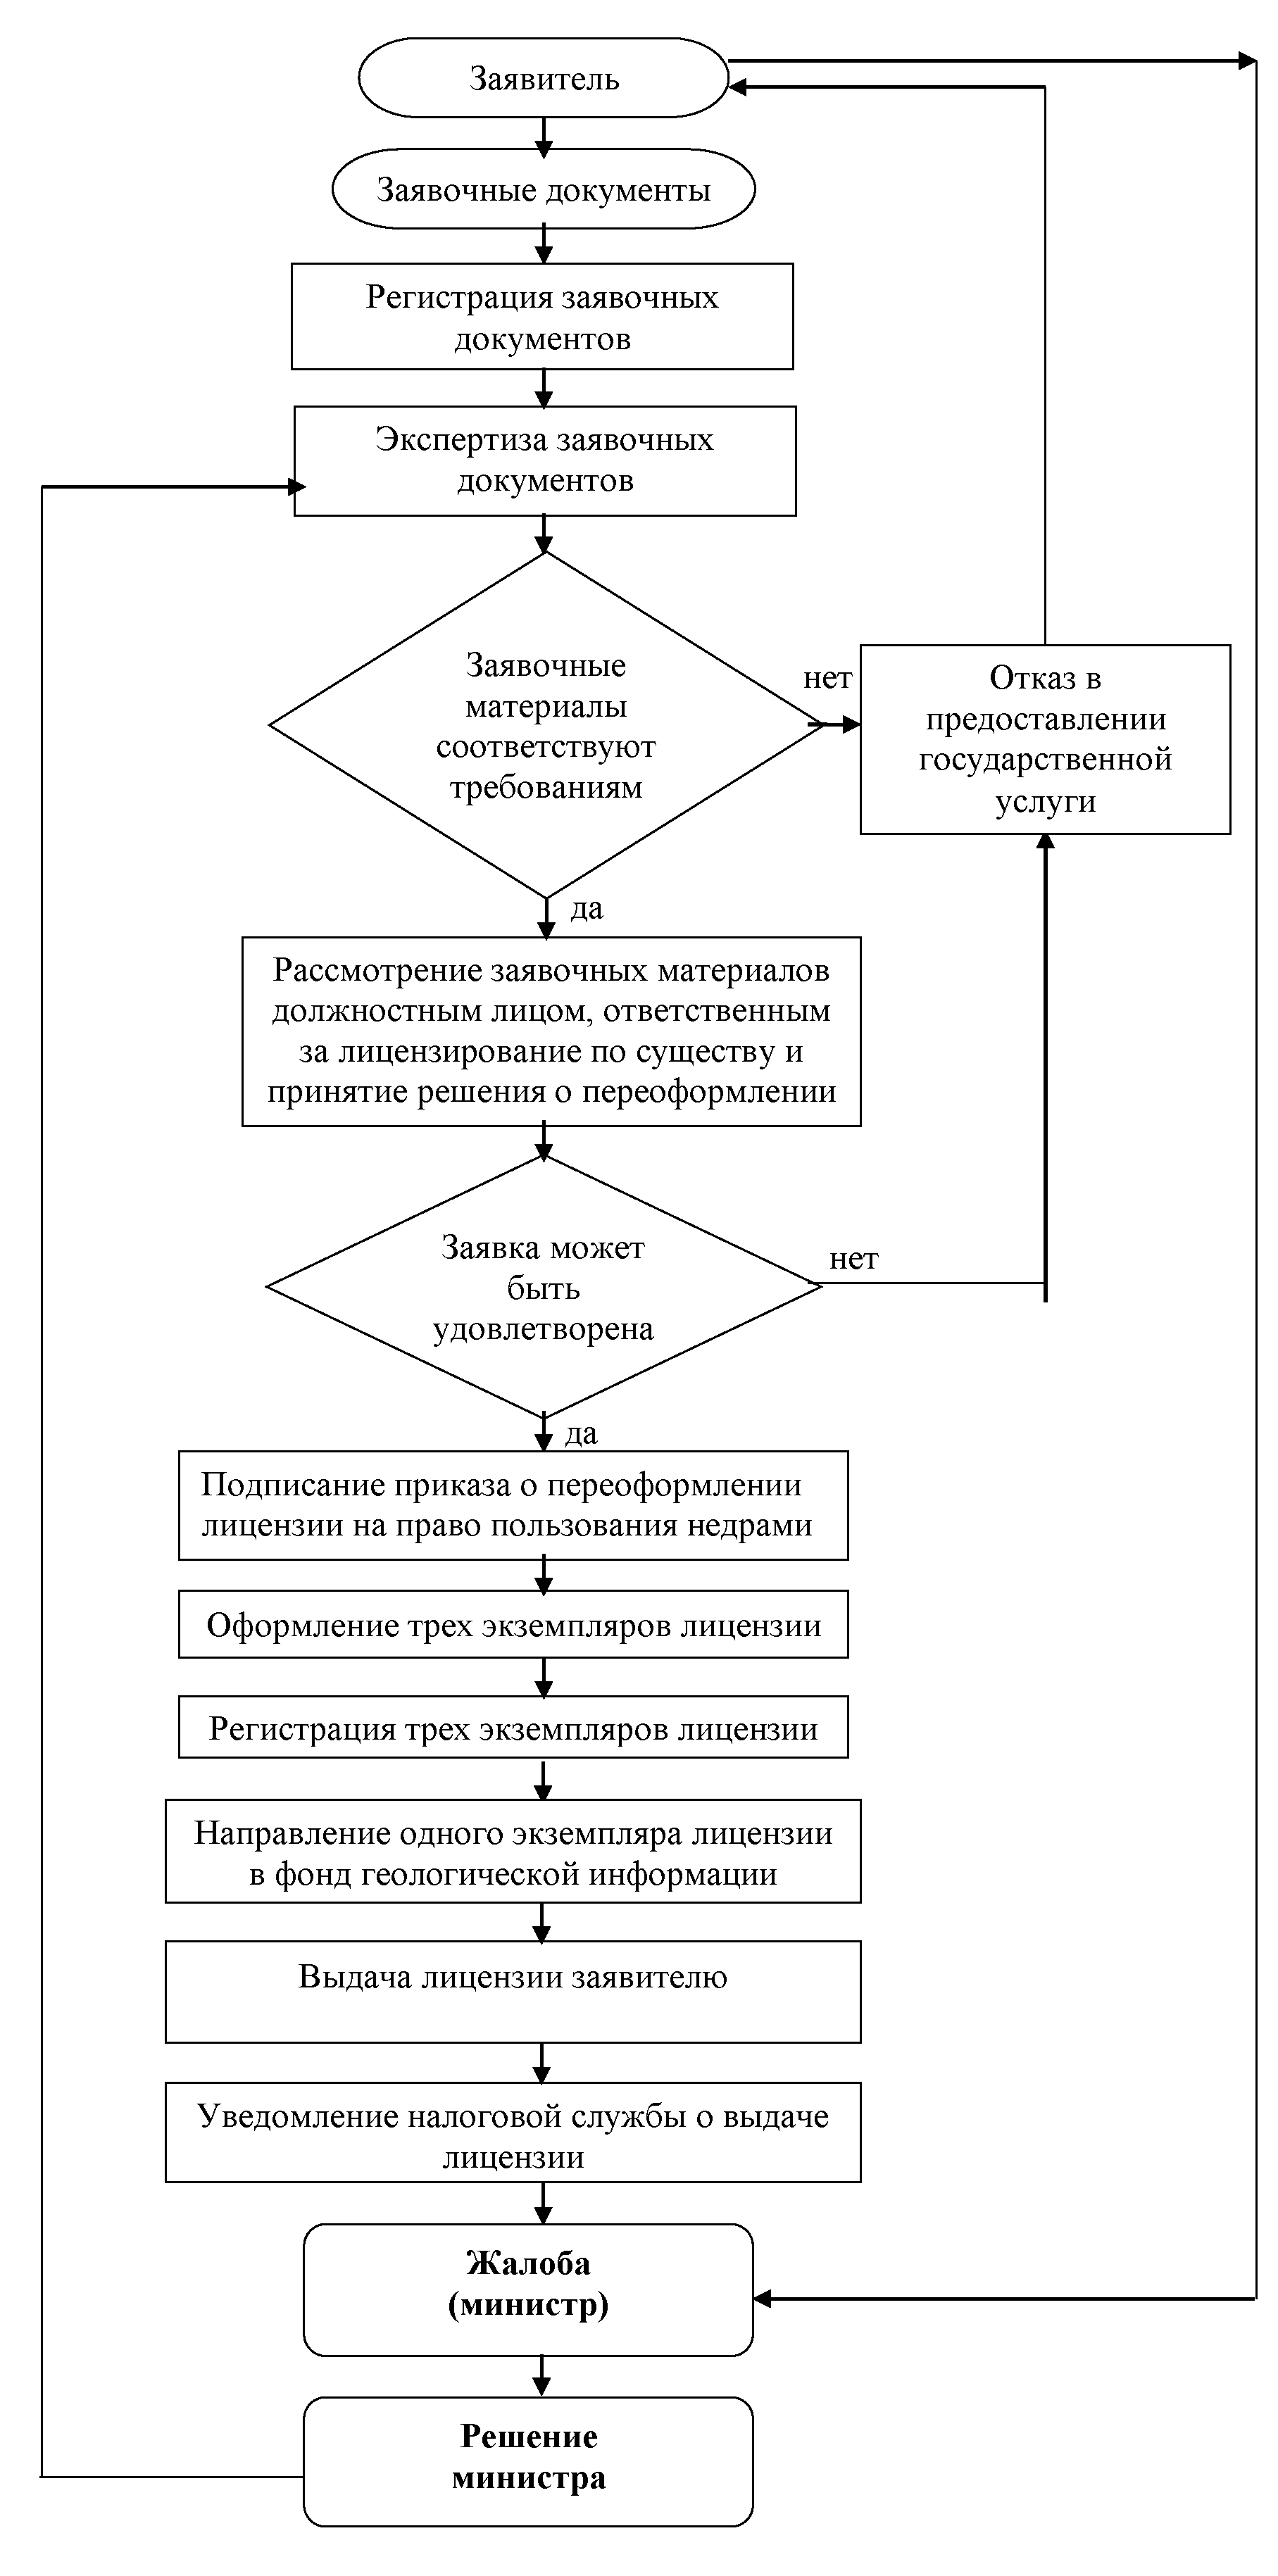 Заявитель
Заявочные документы
Регистрация заявочных
документов
Экспертиза заявочных
документов
Заявочные
материалы
соответствуют
требованиям
нет
Отказ в
предоставлении
государственной
услуги
да
Рассмотрение заявочных материалов
должностным лицом, ответственным
за лицензирование по существу и
принятие решения о переоформлении
Заявка может
быть
удовлетворена
нет
да
Подписание приказа о переоформлении
лицензии на право пользования недрами
Оформление трех экземпляров лицензии
Регистрация трех экземпляров лицензии
Направление одного экземпляра лицензии
в фонд геологической информации
Выдача лицензии заявителю
Уведомление налоговой службы о выдаче
лицензии
Жалоба
(министр)
Решение
министра